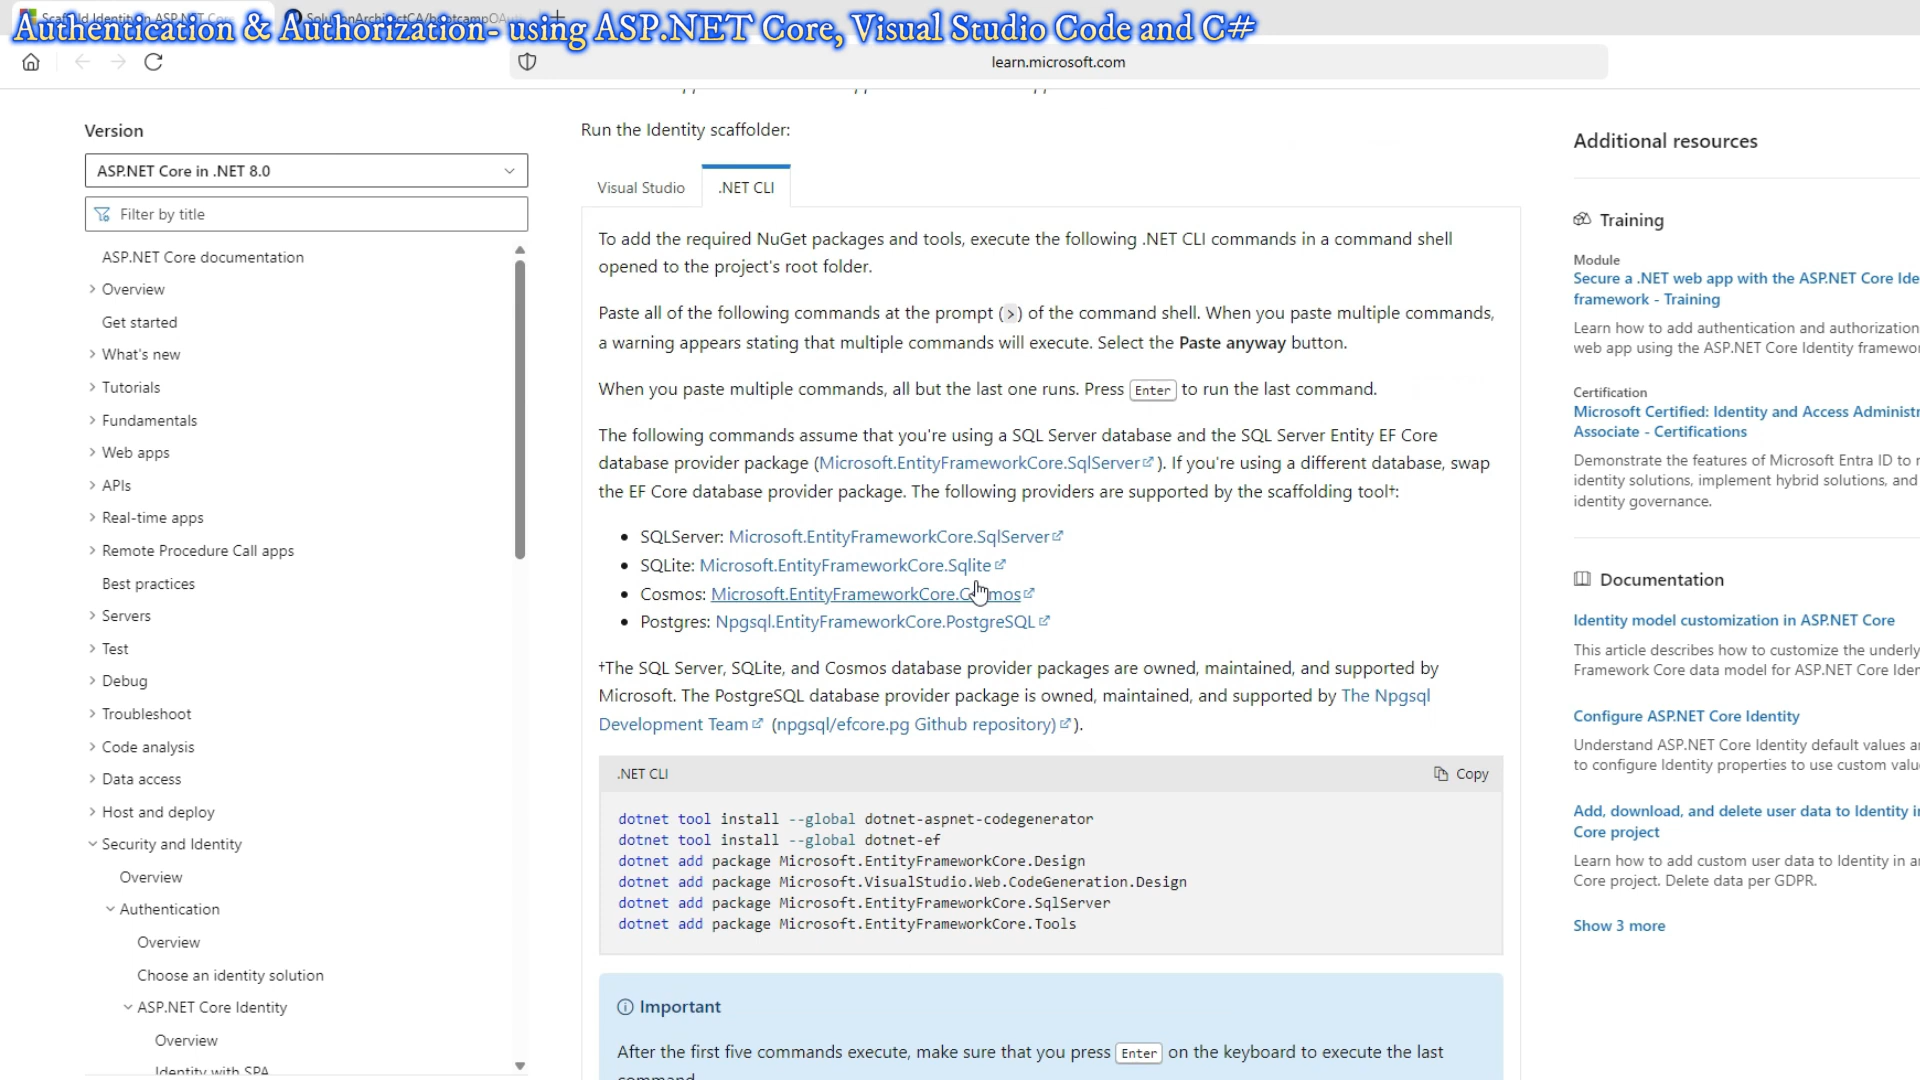 Authentication & Authorization- using ASP.NET Core, Visual Studio Code and C#
learn.microsoft.com
Version
ASP.NET Core in .NET 8.0
Filter by title
ASP.NET Core documentation
Overview
Get started
What's new
Tutorials
Fundamentals
Web apps
APIs
Real-time apps
Remote Procedure Call apps
Best practices
Servers
Test
Debug
Troubleshoot
Code analysis
Data access
Host and deploy
Security and Identity
Overview
Authentication
Overview
Choose an identity solution
ASP.NET Core Identity
Overview
Identity with SPA
Run the Identity scaffolder:
Visual Studio
.NET CLI
To add the required NuGet packages and tools, execute the following .NET CLI commands in a command shell
opened to the project's root folder.
Paste all of the following commands at the prompt (>) of the command shell. When you paste multiple commands,
a warning appears stating that multiple commands will execute. Select the Paste anyway button.
When you paste multiple commands, all but the last one runs. Press Enter to run the last command.
The following commands assume that you're using a SQL Server database and the SQL Server Entity EF Core
database provider package (Microsoft.EntityFrameworkCore.SqlServer). If you're using a different database, swap
the EF Core database provider package. The following providers are supported by the scaffolding tool†:
• SQLServer: Microsoft.EntityFrameworkCore.SqlServer
• SQLite: Microsoft.EntityFrameworkCore.Sqlite
• Cosmos: Microsoft.EntityFrameworkCore.Cosmos
• Postgres: Npgsql.EntityFrameworkCore.PostgreSQL
†The SQL Server, SQLite, and Cosmos database provider packages are owned, maintained, and supported by
Microsoft. The PostgreSQL database provider package is owned, maintained, and supported by The Npgsql
Development Team (npgsql/efcore.pg Github repository)).
.NET CLI
Copy
dotnet tool install --global dotnet-aspnet-codegenerator
dotnet tool install --global dotnet-ef
dotnet add package Microsoft.EntityFrameworkCore.Design
dotnet add package Microsoft.VisualStudio.Web.CodeGeneration.Design
dotnet add package Microsoft.EntityFrameworkCore.SqlServer
dotnet add package Microsoft.EntityFrameworkCore.Tools
Important
After the first five commands execute, make sure that you press Enter on the keyboard to execute the last
command.
Additional resources
Training
Module
Secure a .NET web app with the ASP.NET Core Ide
framework - Training
Learn how to add authentication and authorization
web app using the ASP.NET Core Identity framewor
Certification
Microsoft Certified: Identity and Access Administr
Associate - Certifications
Demonstrate the features of Microsoft Entra ID to
identity solutions, implement hybrid solutions, and
identity governance.
Documentation
Identity model customization in ASP.NET Core
This article describes how to customize the underly
Framework Core data model for ASP.NET Core Iden
Configure ASP.NET Core Identity
Understand ASP.NET Core Identity default values a
to configure Identity properties to use custom valu
Add, download, and delete user data to Identity in
Core project
Learn how to add custom user data to Identity in a
Core project. Delete data per GDPR.
Show 3 more